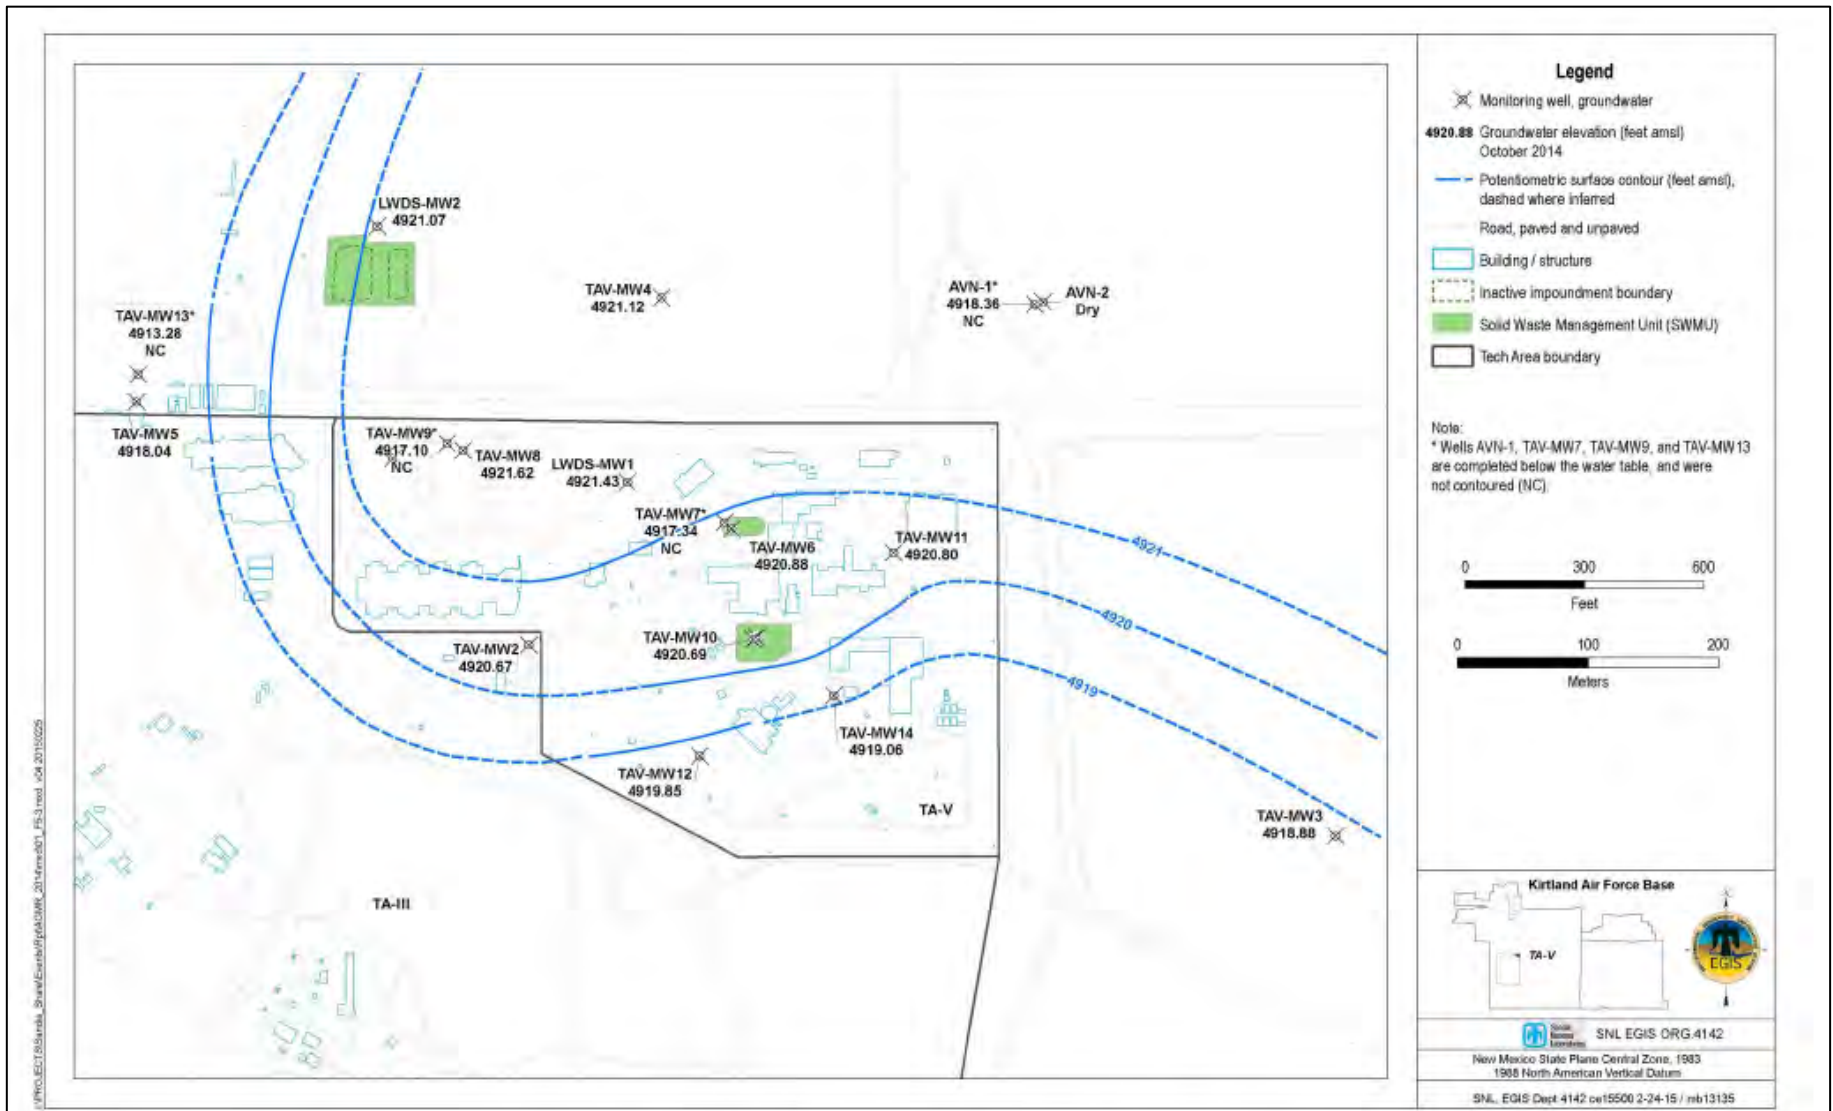 LWDS-MW2
4921.07
TAV-MW4
4921.12
AVN-1*
4918.36
NC
AVN-2
Dry
TAV-MW13*
4913.28
NC
TAV-MW5
4918.04
TAV-MW9*
4917.10
NC
TAV-MW8
4921.62
LWDS-MW1
4921.43
TAV-MW7*
4917.34
NC
TAV-MW6
4920.88
TAV-MW11
4920.80
4921
4920
4919
TAV-MW2
4920.67
TAV-MW10
4920.69
TAV-MW14
4919.06
TAV-MW12
4919.85
TA-V
TAV-MW3
4918.88
TA-III
Legend
Monitoring well, groundwater
4920.88 Groundwater elevation (feet amsl)
October 2014
Potentiometric surface contour (feet amsl),
dashed where inferred
Road, paved and unpaved
Building / structure
Inactive impoundment boundary
Solid Waste Management Unit (SWMU)
Tech Area boundary
Note:
* Wells AVN-1, TAV-MW7, TAV-MW9, and TAV-MW13
are completed below the water table, and were
not contoured (NC)
0 300 600
Feet
0 100 200
Meters
Kirtland Air Force Base
TA-V
EGIS
SNL EGIS ORG.4142
New Mexico State Plane Central Zone, 1983
1988 North American Vertical Datum
SNL, EGIS Dept 4142 oe15500 2-24-15 / mb13135